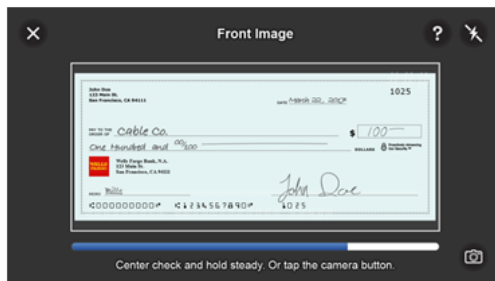 Front Image
?
John Doe
123 Main St.
San Francisco, CA 94111
1025
DATE March 20,
PAY TO THE ORDER OF Cable Co.
$ 100
One Hundred and 00/100 DOLLARS
WELLS FARGO
Wells Fargo Bank, N.A.
123 Main St.
San Francisco, CA
MEMO Bills
John Doe
000000000 1234567890 1025
Center check and hold steady. Or tap the camera button.